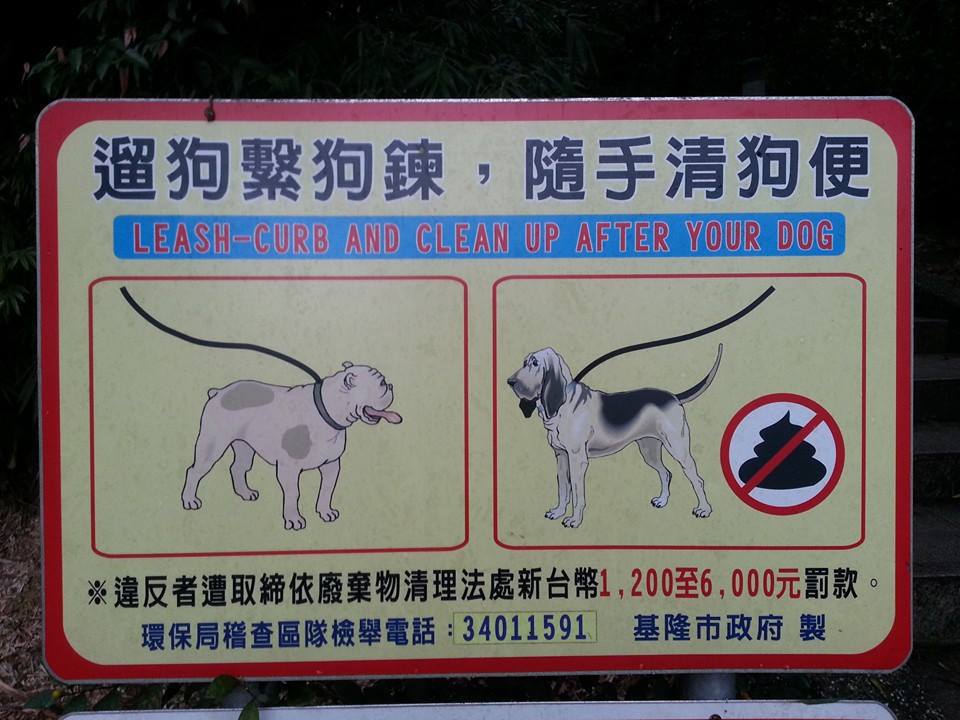 遛狗繫狗鍊，隨手清狗便
LEASH-CURB AND CLEAN UP AFTER YOUR DOG
※違反者遭取締依廢棄物清理法處新台幣1,200至6,000元罰款。
環保局稽查區隊檢舉電話：34011591 基隆市政府 製